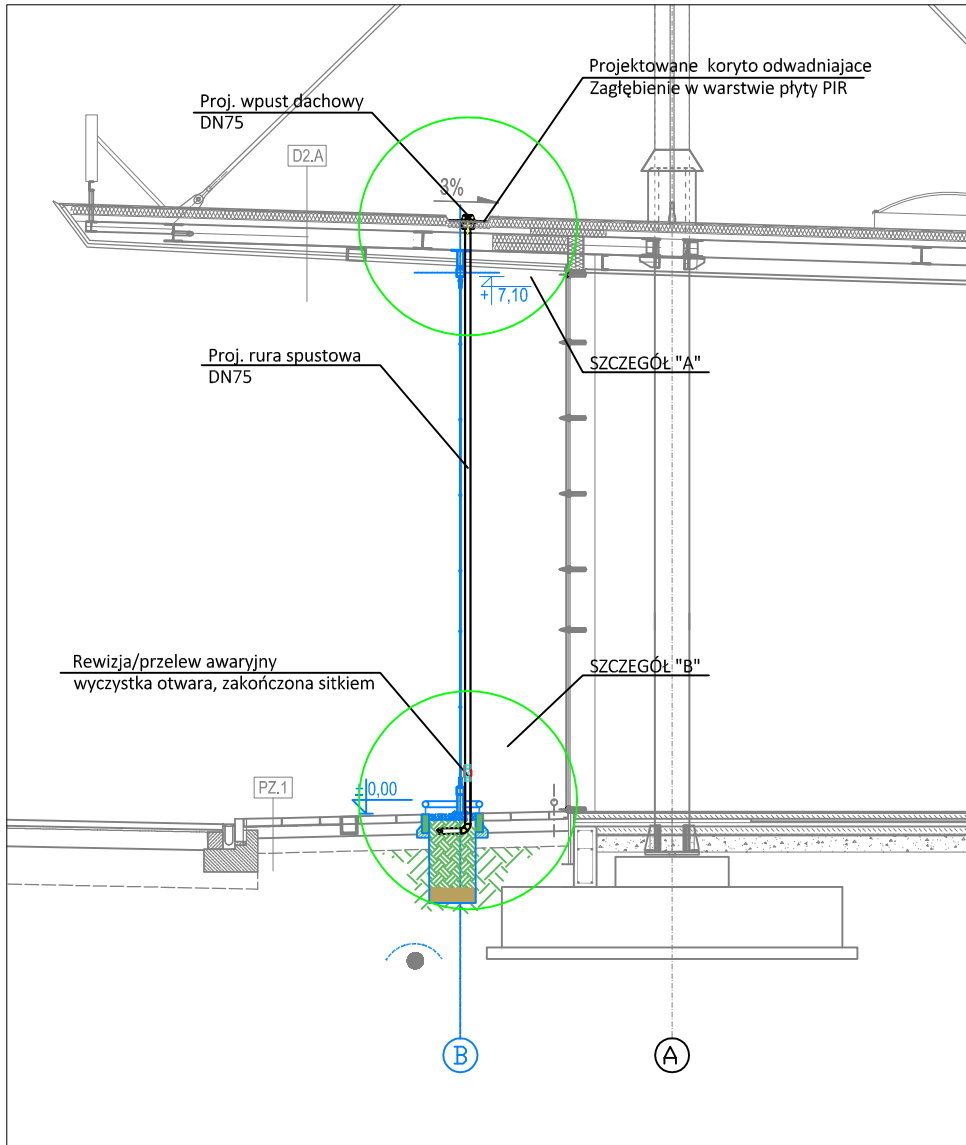 Projektowane koryto odwadniajace
Zagłębienie w warstwie płyty PIR
Proj. wpust dachowy
DN75
D2.A
3%
+7,10
Proj. rura spustowa
DN75
SZCZEGÓŁ "A"
Rewizja/przelew awaryjny
wyczystka otwara, zakończona sitkiem
SZCZEGÓŁ "B"
PZ.1
±0,00
B
A